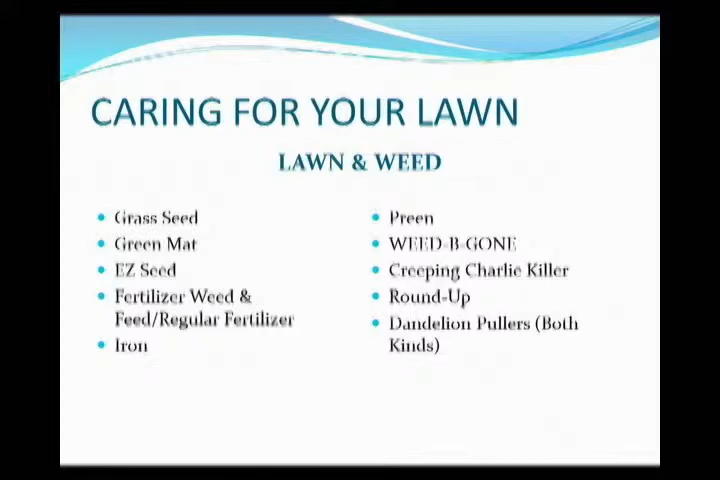 CARING FOR YOUR LAWN
LAWN & WEED
Grass Seed
Green Mat
EZ Seed
Fertilizer Weed &
Feed/Regular Fertilizer
Iron
Preen
WEED-B-GONE
Creeping Charlie Killer
Round-Up
Dandelion Pullers (Both
Kinds)